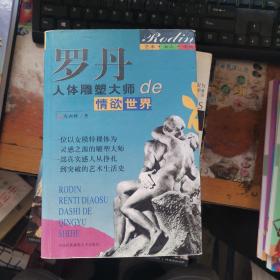 Rodin
罗丹
人体雕塑大师de
情欲世界
一位以女模特裸体为
灵感之源的雕塑大师
一部真实感人从挣扎
到突破的艺术生活史
RODIN
RENTI DIAOSU
DASHI DE
QINGYU
SHIJIE